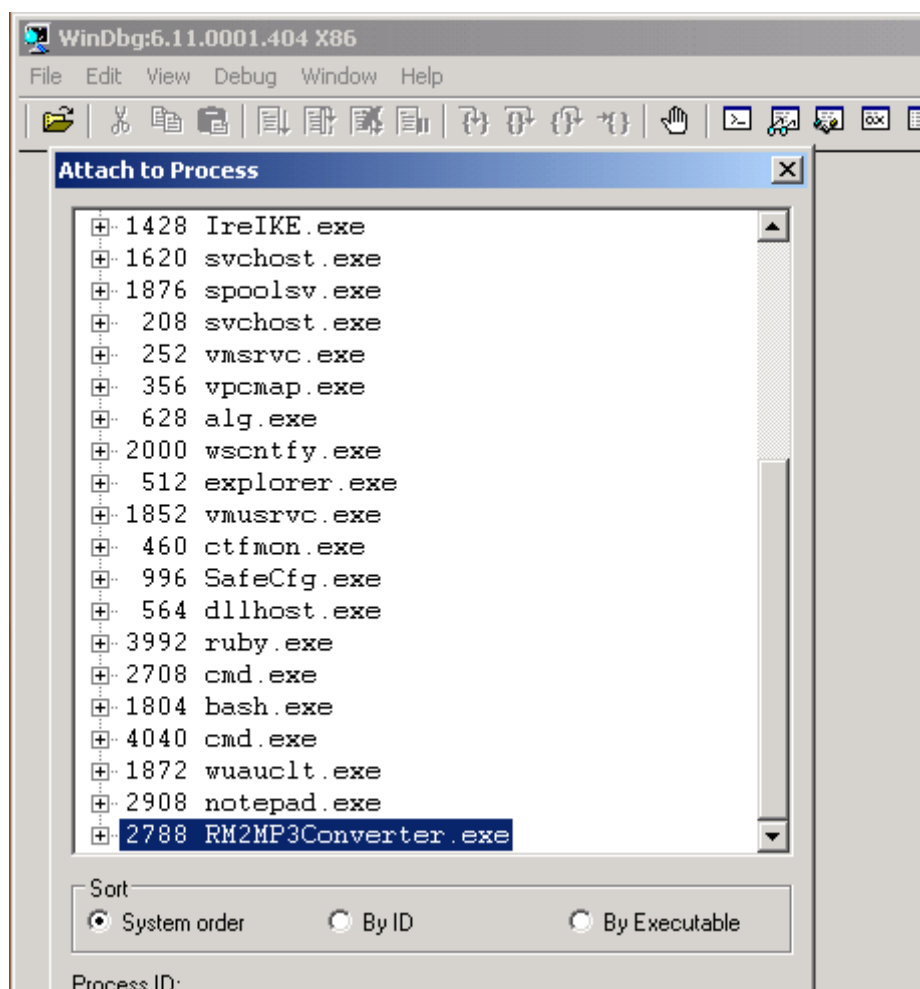 WinDbg:6.11.0001.404 X86
File Edit View Debug Window Help
Attach to Process
1428 IreIKE.exe
1620 svchost.exe
1876 spoolsv.exe
208 svchost.exe
252 vmsrvc.exe
356 vpcmap.exe
628 alg.exe
2000 wscntfy.exe
512 explorer.exe
1852 vmusrvc.exe
460 ctfmon.exe
996 SafeCfg.exe
564 dllhost.exe
3992 ruby.exe
2708 cmd.exe
1804 bash.exe
4040 cmd.exe
1872 wuauclt.exe
2908 notepad.exe
2788 RM2MP3Converter.exe
Sort
System order By ID By Executable
Process ID: